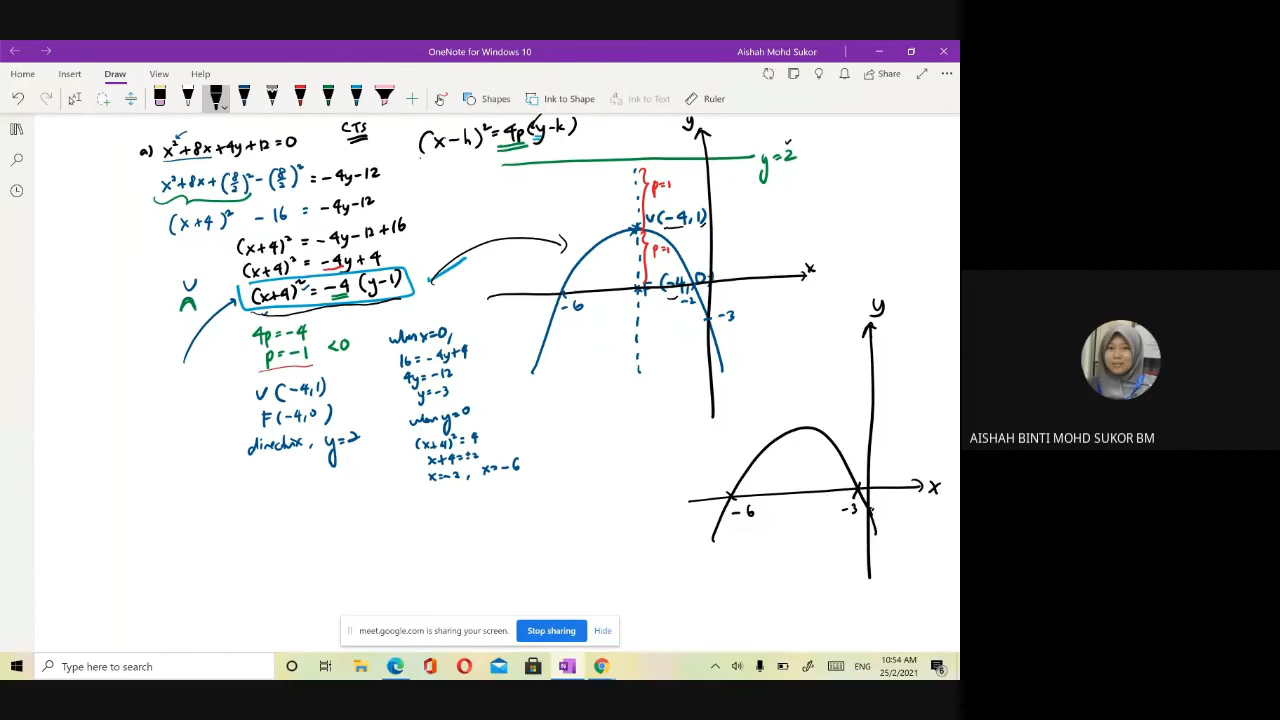 OneNote for Windows 10
Aishah Mohd Sukor
Home Insert Draw View Help
Share
Shapes
Ink to Shape
Ink to Text
Ruler
CTS
(x-h)² = 4p(y-k)
a) x²+8x+4y+12=0
x²+8x+(8/2)²-(8/2)² = -4y-12
(x+4)² -16 = -4y-12
(x+4)² = -4y-12+16
(x+4)² = -4y+4
(x+4)² = -4(y-1)
4p=-4
p=-1 <0
V(-4,1)
F(-4,0)
directrix, y=2
when x=0,
16=-4y+4
4y=-12
y=-3
when y=0
(x+4)²=4
x+4=±2
x=-2, x=-6
y
y=2
p=1
V(-4,1)
p=1
F(-4,0)
x
-6
-2
-3
y
x
-6
-3
AISHAH BINTI MOHD SUKOR BM
meet.google.com is sharing your screen.
Stop sharing
Hide
Type here to search
ENG
10:54 AM
25/2/2021
6